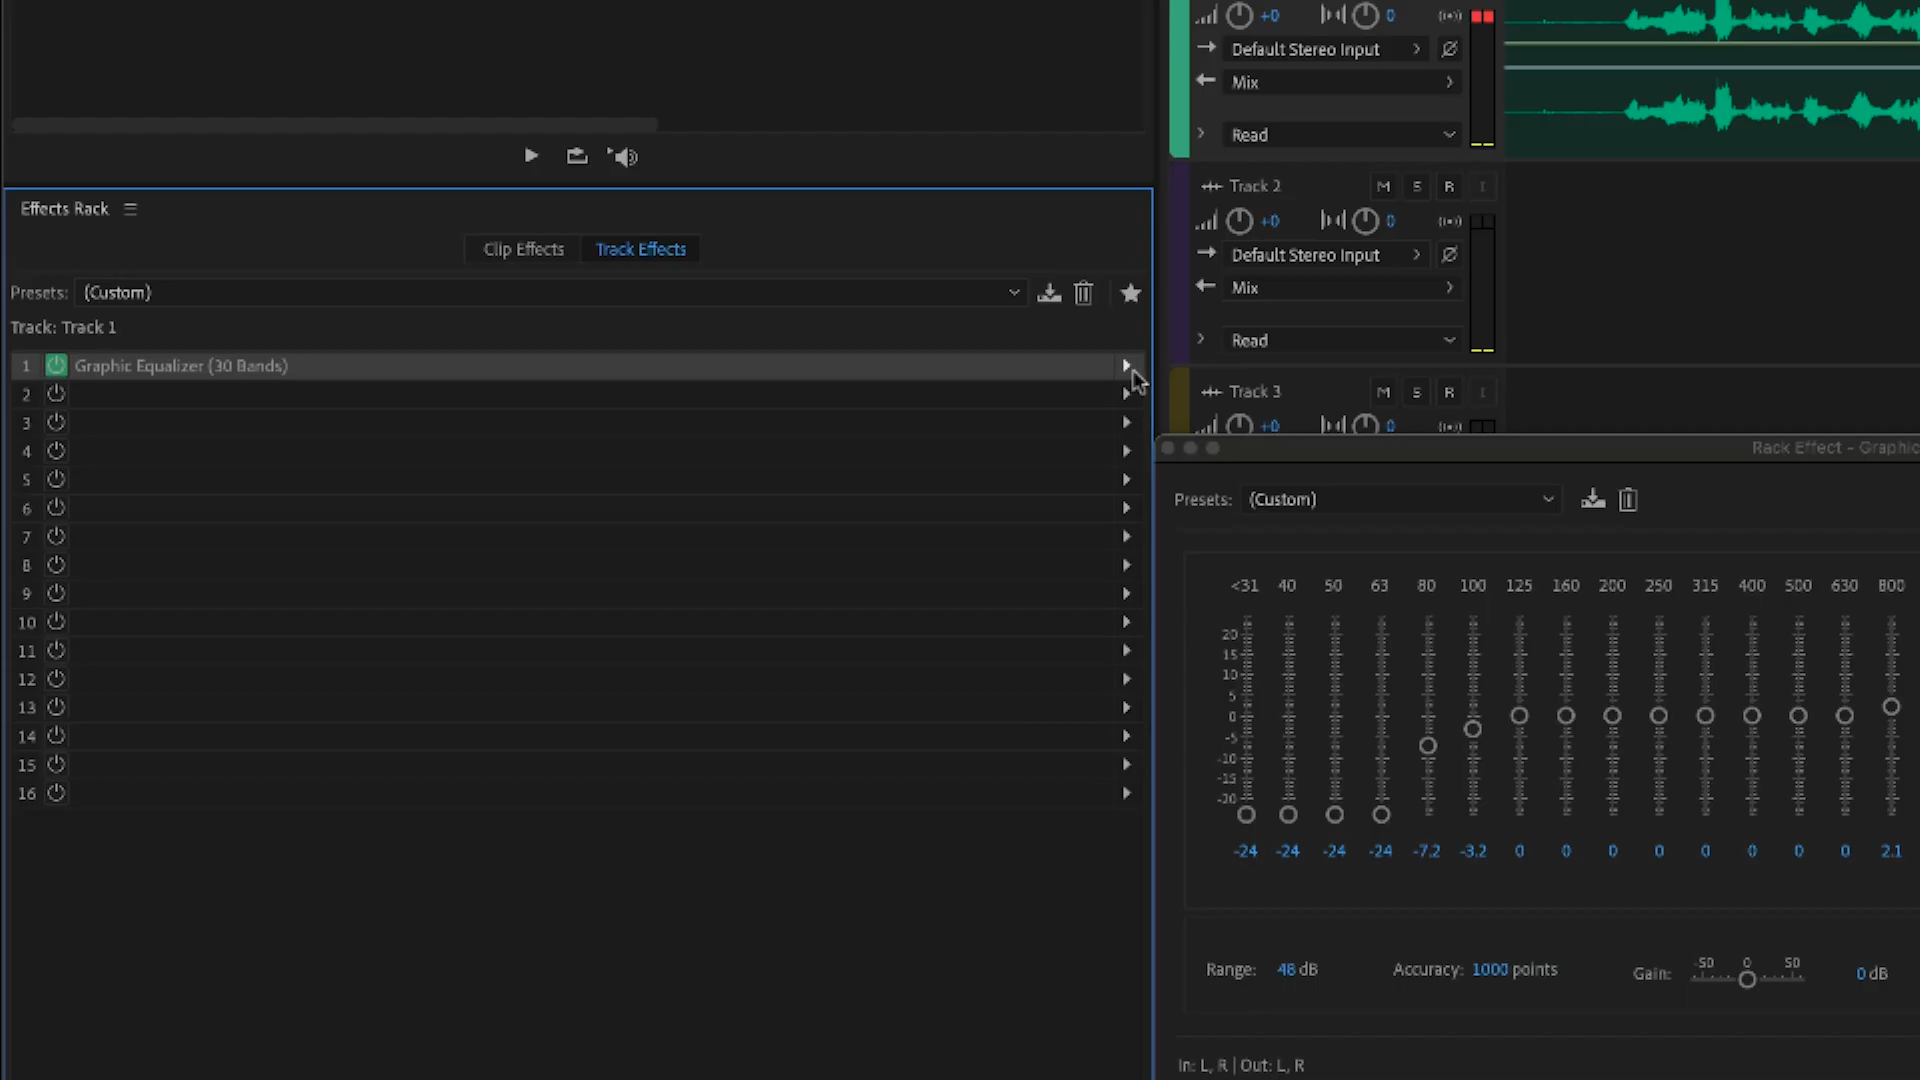 +0 0
Default Stereo Input
Mix
Read
Effects Rack
Clip Effects Track Effects
Presets: (Custom)
Track: Track 1
1 Graphic Equalizer (30 Bands)
2
3
4
5
6
7
8
9
10
11
12
13
14
15
16
Track 2 M S R I
+0 0
Default Stereo Input
Mix
Read
Track 3 M S R I
+0 0
Rack Effect - Graphic
Presets: (Custom)
<31 40 50 63 80 100 125 160 200 250 315 400 500 630 800
20
15
10
5
0
-5
-10
-15
-20
-24 -24 -24 -24 -7.2 -3.2 0 0 0 0 0 0 0 0 2.1
Range: 48 dB Accuracy: 1000 points Gain: -50 0 50 0 dB
In: L, R | Out: L, R